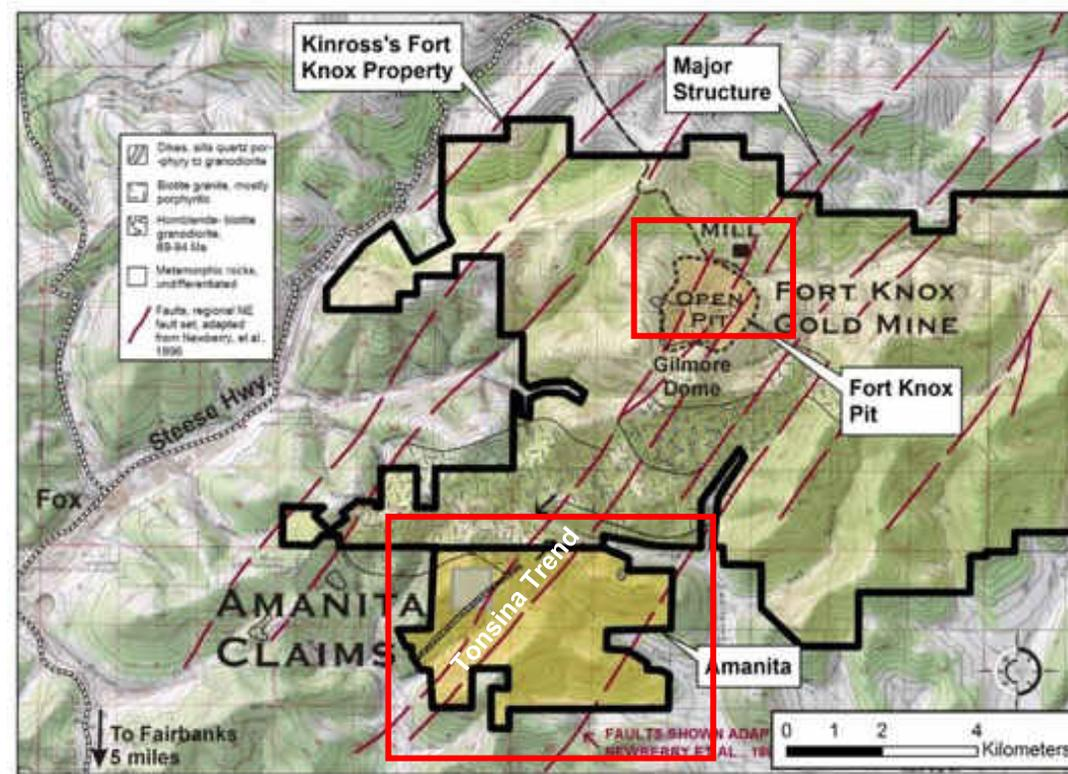 Kinross's Fort
Knox Property
Major
Structure
Dikes, sills quartz por-
-phyry to granodiorite
Biotite granite, mostly
porphyritic
Hornblende- biotite
granodiorite,
Metamorphic rocks,
undifferentiated
Faults, regional NE
fault set, adapted
from Newberry, et al.,
1996
MILL
OPEN
PIT
FORT KNOX
GOLD MINE
Gilmore
Dome
Fort Knox
Pit
Steese Hwy
Fox
Tonsina Trend
AMANITA
CLAIMS
Amanita
To Fairbanks
5 miles
FAULTS SHOWN ADAP
NEWBERRY ET AL
0 1 2 4
Kilometers